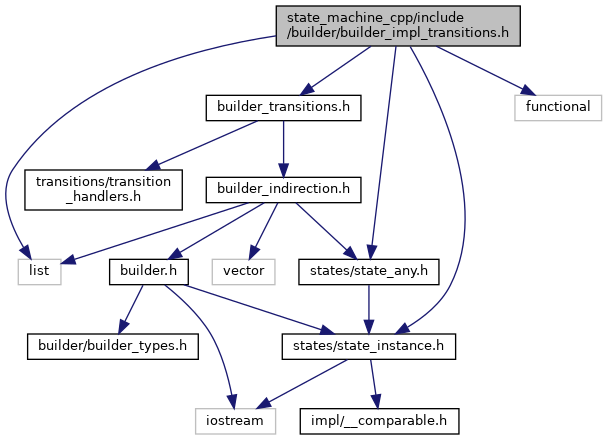 state_machine_cpp/include
/builder/builder_impl_transitions.h
builder_transitions.h
functional
transitions/transition
_handlers.h
builder_indirection.h
list
builder.h
vector
states/state_any.h
builder/builder_types.h
states/state_instance.h
iostream
impl/__comparable.h